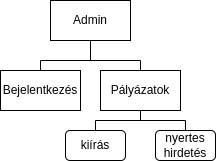 Admin
Bejelentkezés
Pályázatok
kiírás
nyertes
hirdetés